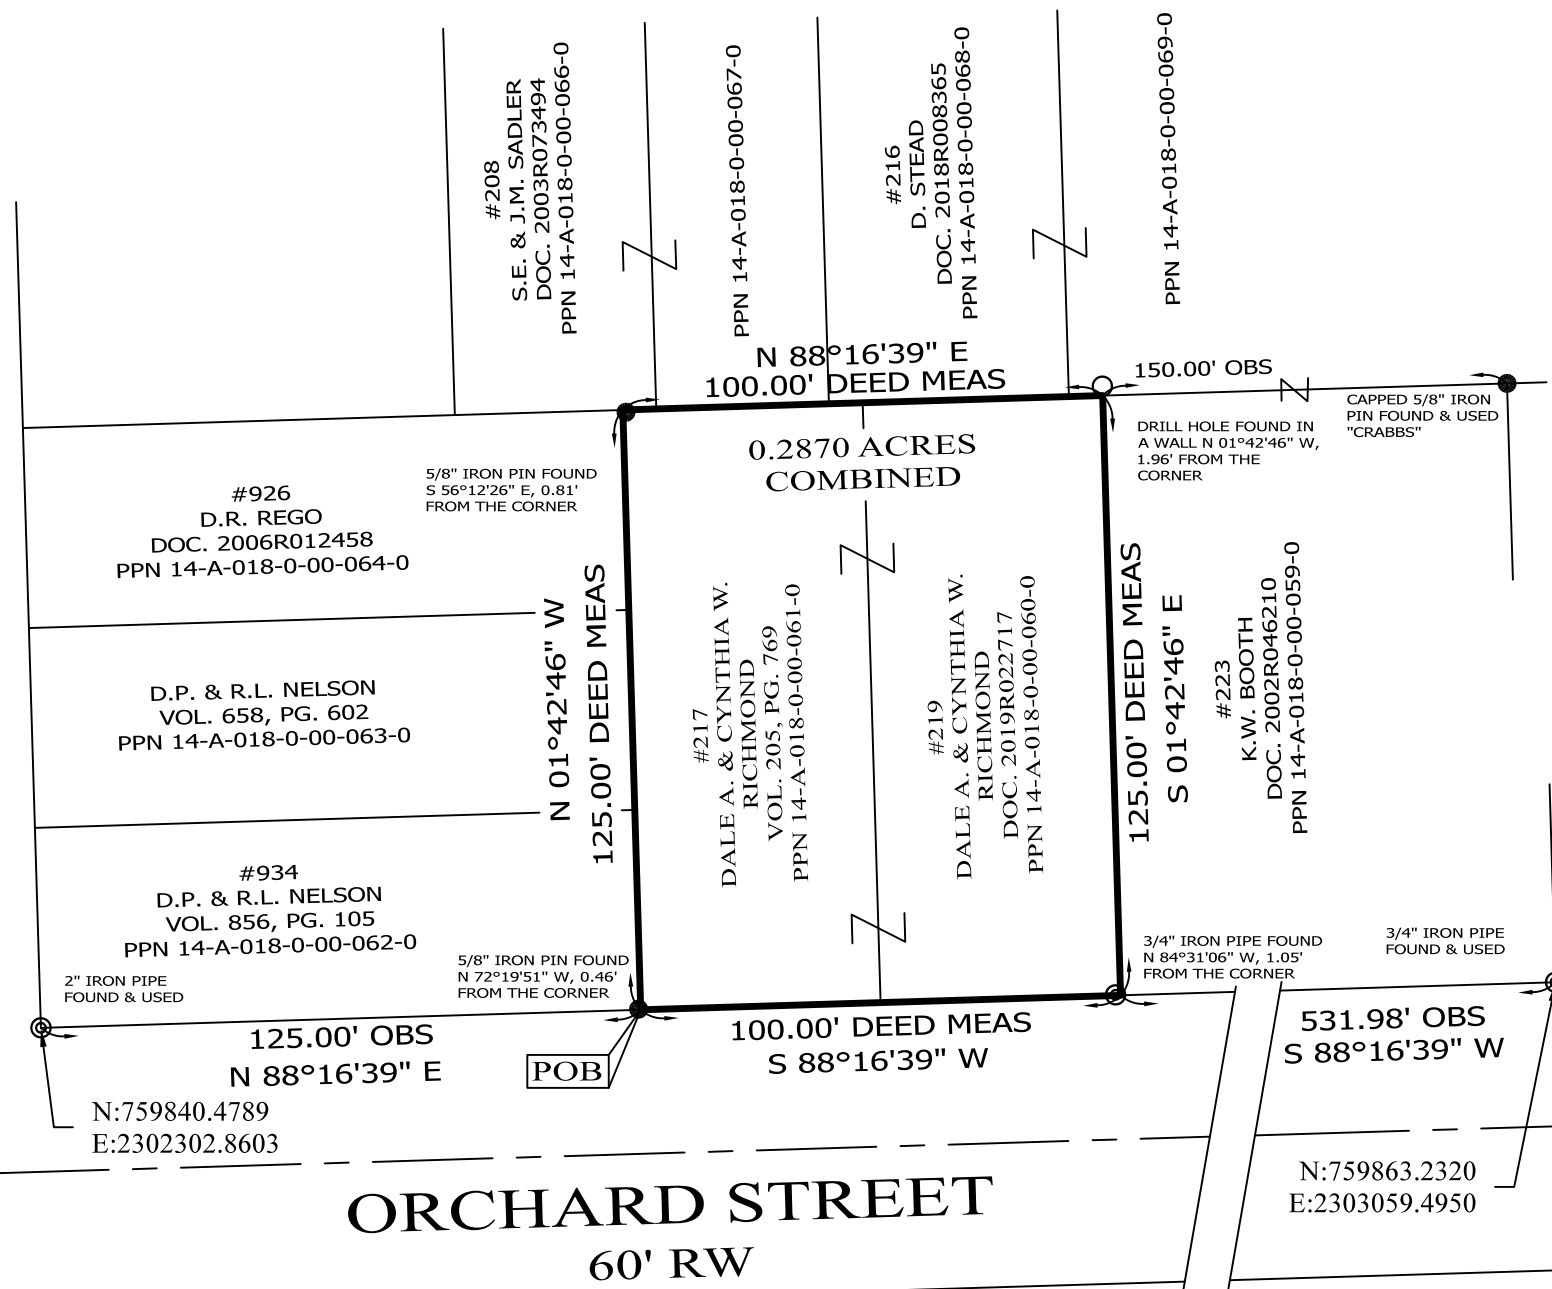 #208
S.E. & J.M. SADLER
DOC. 2003R073494
PPN 14-A-018-0-00-066-0
PPN 14-A-018-0-00-067-0
#216
D. STEAD
DOC. 2018R008365
PPN 14-A-018-0-00-068-0
PPN 14-A-018-0-00-069-0
N 88°16'39" E
100.00' DEED MEAS
150.00' OBS
CAPPED 5/8" IRON
PIN FOUND & USED
"CRABBS"
DRILL HOLE FOUND IN
A WALL N 01°42'46" W,
1.96' FROM THE
CORNER
0.2870 ACRES
COMBINED
5/8" IRON PIN FOUND
S 56°12'26" E, 0.81'
FROM THE CORNER
#926
D.R. REGO
DOC. 2006R012458
PPN 14-A-018-0-00-064-0
D.P. & R.L. NELSON
VOL. 658, PG. 602
PPN 14-A-018-0-00-063-0
#934
D.P. & R.L. NELSON
VOL. 856, PG. 105
PPN 14-A-018-0-00-062-0
N 01°42'46" W
125.00' DEED MEAS
#217
DALE A. & CYNTHIA W.
RICHMOND
VOL. 205, PG. 769
PPN 14-A-018-0-00-061-0
#219
DALE A. & CYNTHIA W.
RICHMOND
DOC. 2019R022717
PPN 14-A-018-0-00-060-0
125.00' DEED MEAS
S 01°42'46" E
#223
K.W. BOOTH
DOC. 2002R046210
PPN 14-A-018-0-00-059-0
2" IRON PIPE
FOUND & USED
5/8" IRON PIN FOUND
N 72°19'51" W, 0.46'
FROM THE CORNER
3/4" IRON PIPE FOUND
N 84°31'06" W, 1.05'
FROM THE CORNER
3/4" IRON PIPE
FOUND & USED
125.00' OBS
N 88°16'39" E
POB
100.00' DEED MEAS
S 88°16'39" W
531.98' OBS
S 88°16'39" W
N:759840.4789
E:2302302.8603
N:759863.2320
E:2303059.4950
ORCHARD STREET
60' RW